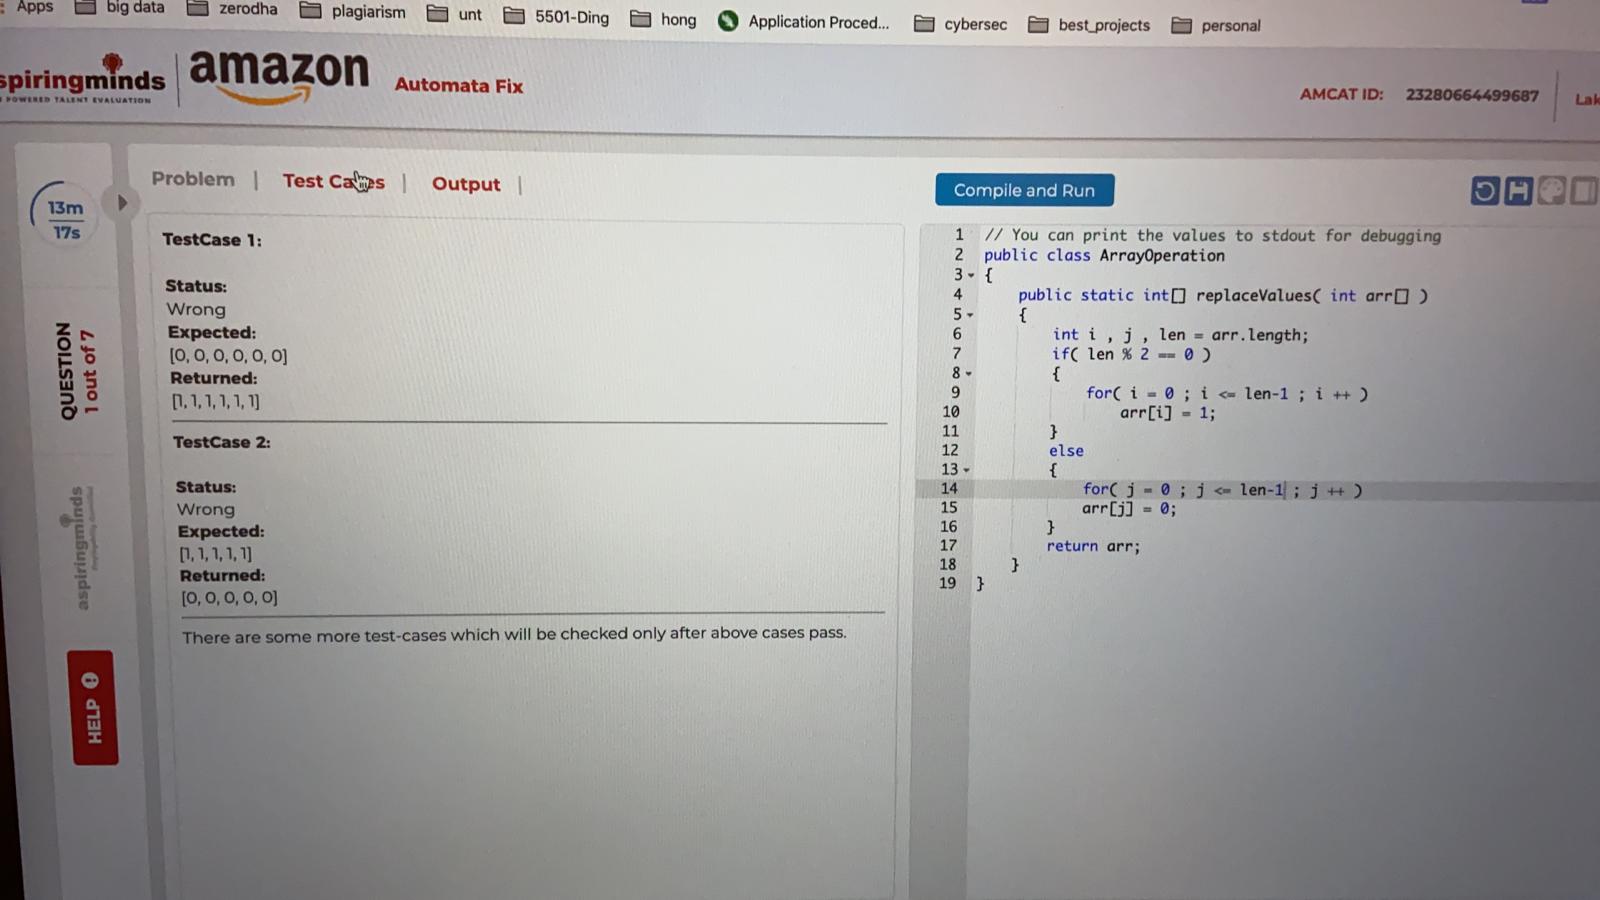 Apps big data zerodha plagiarism unt 5501-Ding hong Application Proced... cybersec best_projects personal
spiringminds amazon Automata Fix AMCAT ID: 23280664499687 Lak
POWERED TALENT EVALUATION
Problem | Test Cases | Output |
Compile and Run
13m
17s
QUESTION
1 out of 7
aspiringminds
HELP
TestCase 1:
Status:
Wrong
Expected:
[0, 0, 0, 0, 0, 0]
Returned:
[1, 1, 1, 1, 1, 1]
TestCase 2:
Status:
Wrong
Expected:
[1, 1, 1, 1, 1]
Returned:
[0, 0, 0, 0, 0]
There are some more test-cases which will be checked only after above cases pass.
1 // You can print the values to stdout for debugging
2 public class ArrayOperation
3 {
4 public static int[] replaceValues( int arr[] )
5 {
6 int i , j , len = arr.length;
7 if( len % 2 == 0 )
8 {
9 for( i = 0 ; i <= len-1 ; i ++ )
10 arr[i] = 1;
11 }
12 else
13 {
14 for( j = 0 ; j <= len-1 ; j ++ )
15 arr[j] = 0;
16 }
17 return arr;
18 }
19 }